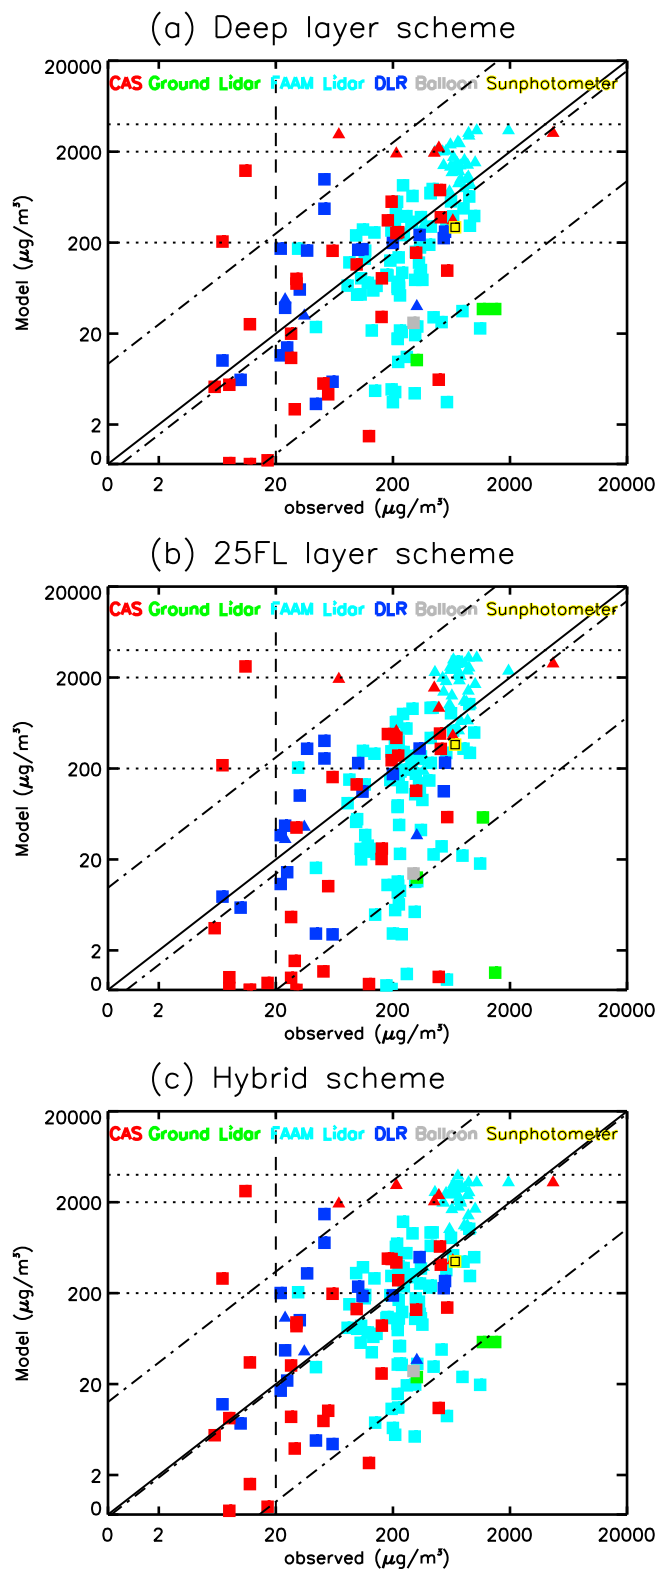 (a) Deep layer scheme
20000
CAS Ground Lidar FAAM Lidar DLR Balloon Sunphotometer
2000
200
20
2
0
Model (μg/m³)
0 2 20 200 2000 20000
observed (μg/m³)
(b) 25FL layer scheme
20000
CAS Ground Lidar FAAM Lidar DLR Balloon Sunphotometer
2000
200
20
2
0
Model (μg/m³)
0 2 20 200 2000 20000
observed (μg/m³)
(c) Hybrid scheme
20000
CAS Ground Lidar FAAM Lidar DLR Balloon Sunphotometer
2000
200
20
2
0
Model (μg/m³)
0 2 20 200 2000 20000
observed (μg/m³)